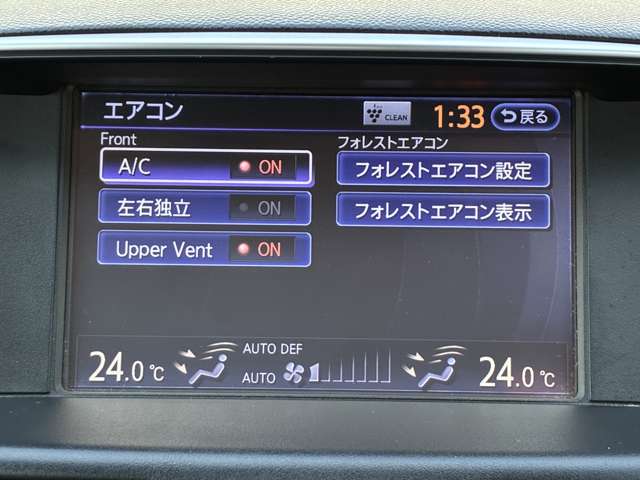 エアコン
CLEAN
1:33
戻る
Front
A/C ON
左右独立 ON
Upper Vent ON
フォレストエアコン
フォレストエアコン設定
フォレストエアコン表示
24.0℃
AUTO DEF
AUTO
24.0℃